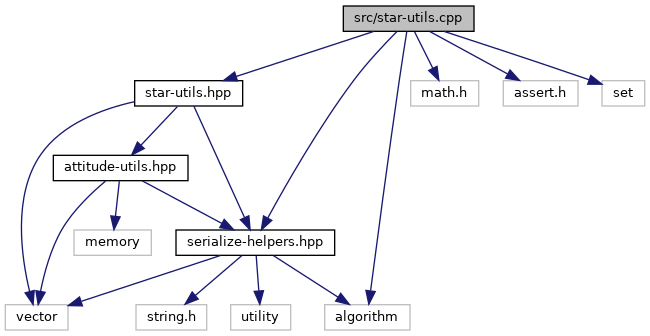 src/star-utils.cpp
star-utils.hpp
math.h
assert.h
set
attitude-utils.hpp
memory
serialize-helpers.hpp
vector
string.h
utility
algorithm